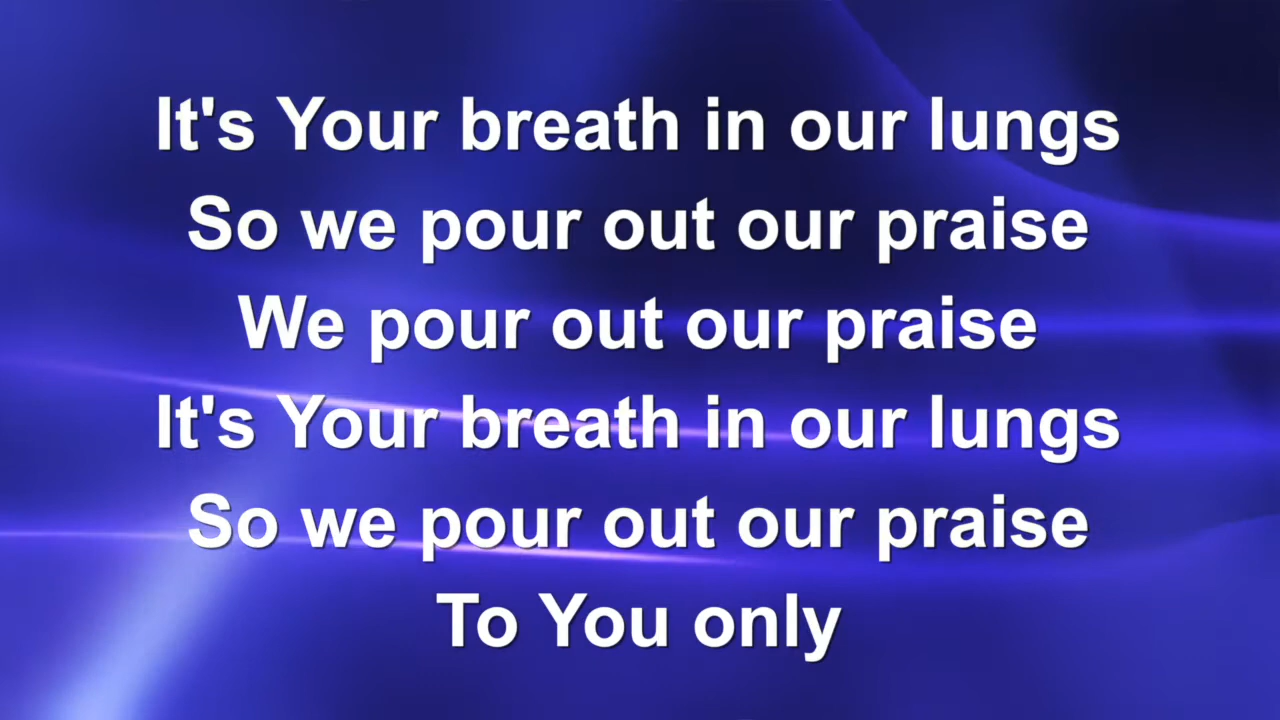 It's Your breath in our lungs
So we pour out our praise
We pour out our praise
It's Your breath in our lungs
So we pour out our praise
To You only